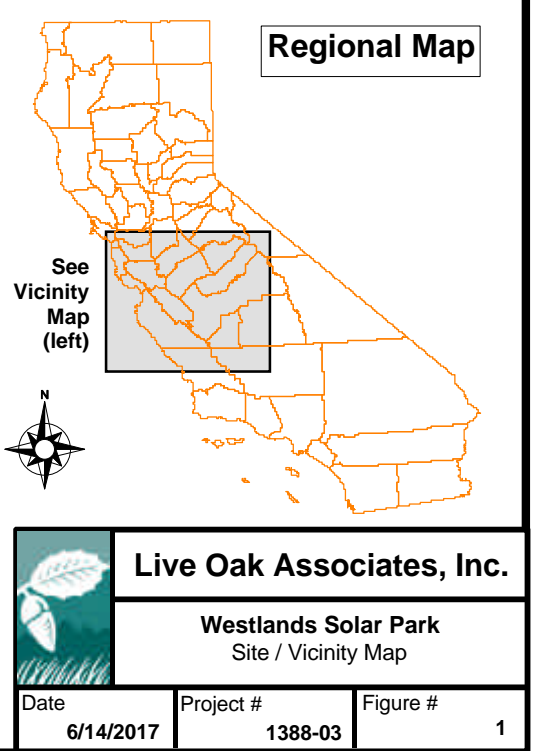 Regional Map
See
Vicinity
Map
(left)
N
Live Oak Associates, Inc.
Westlands Solar Park
Site / Vicinity Map
Date
6/14/2017
Project #
1388-03
Figure #
1